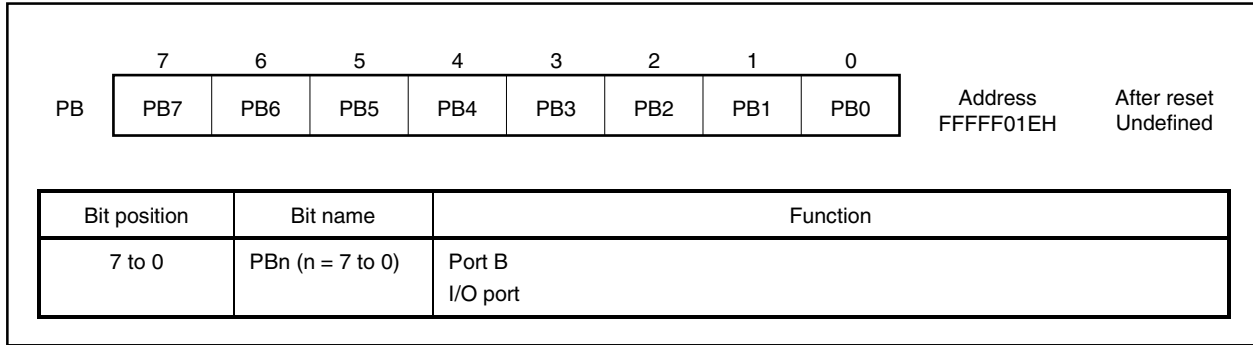 7 6 5 4 3 2 1 0
PB PB7 PB6 PB5 PB4 PB3 PB2 PB1 PB0 Address After reset
FFFFF01EH Undefined
Bit position Bit name Function
7 to 0 PBn (n = 7 to 0) Port B
I/O port